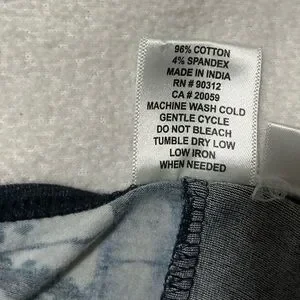 96% COTTON
4% SPANDEX
MADE IN INDIA
RN # 90312
CA # 20059
MACHINE WASH COLD
GENTLE CYCLE
DO NOT BLEACH
TUMBLE DRY LOW
LOW IRON
WHEN NEEDED